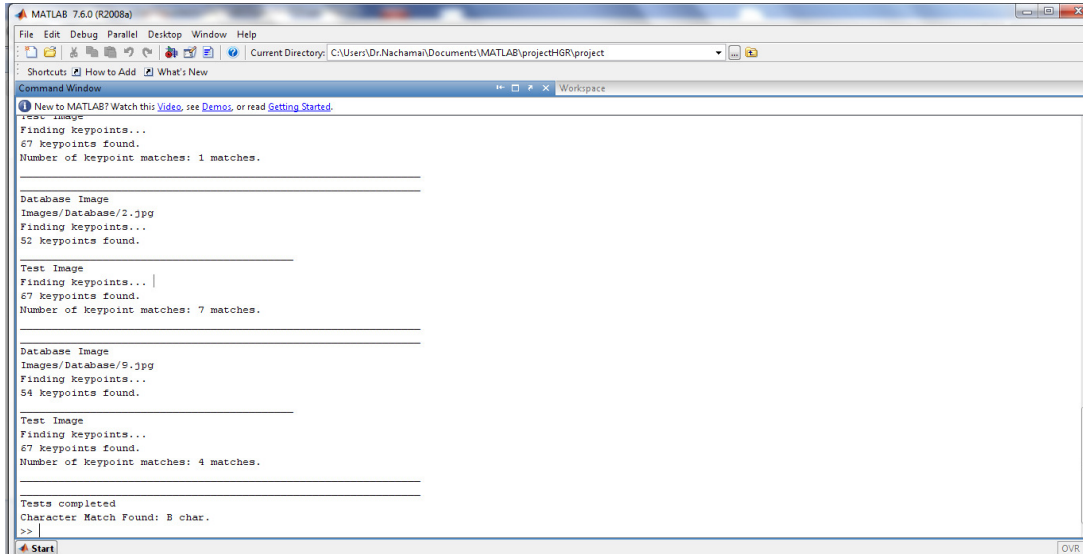 MATLAB 7.6.0 (R2008a)
File Edit Debug Parallel Desktop Window Help
Current Directory: C:\Users\Dr.Nachamai\Documents\MATLAB\projectHGR\project
Shortcuts How to Add What's New
Command Window Workspace
New to MATLAB? Watch this Video, see Demos, or read Getting Started.
Test Image
Finding keypoints...
67 keypoints found.
Number of keypoint matches: 1 matches.
Database Image
Images/Database/2.jpg
Finding keypoints...
52 keypoints found.
Test Image
Finding keypoints...
67 keypoints found.
Number of keypoint matches: 7 matches.
Database Image
Images/Database/9.jpg
Finding keypoints...
54 keypoints found.
Test Image
Finding keypoints...
67 keypoints found.
Number of keypoint matches: 4 matches.
Tests completed
Character Match Found: B char.
>>
Start OVR